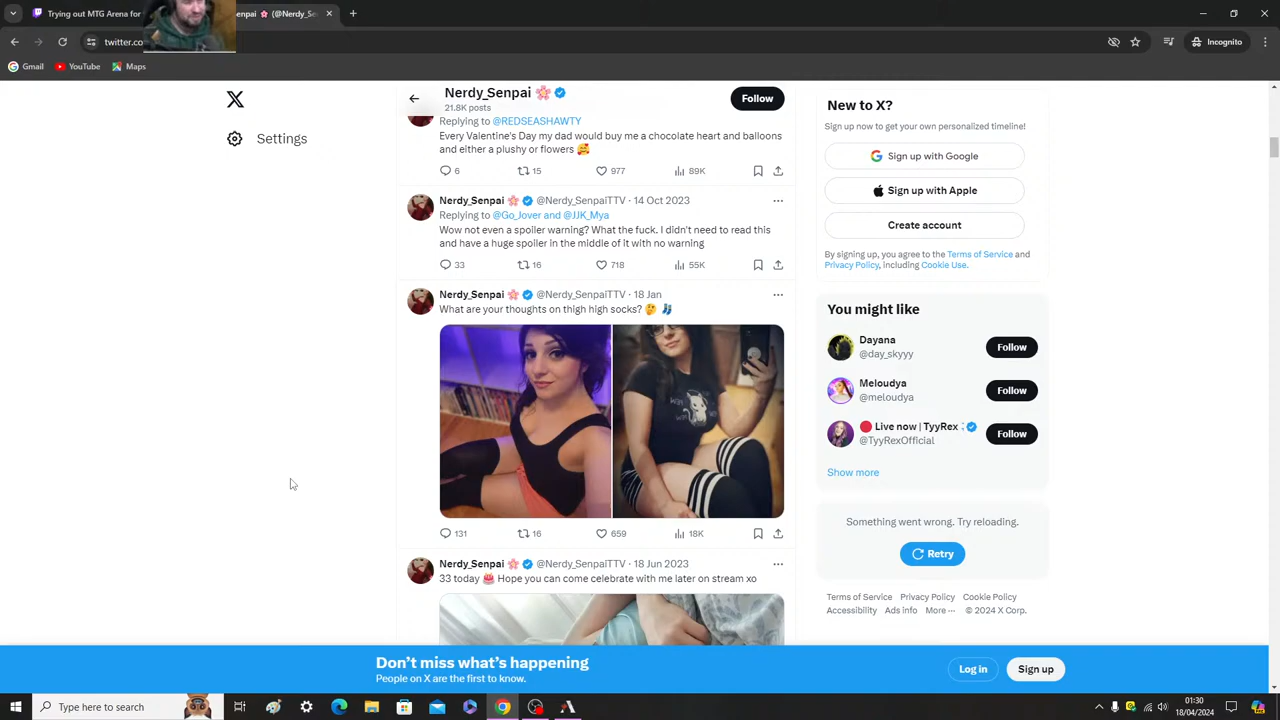 Trying out MTG Arena for
enpai 🌸 (@Ner
twitter.co
Incognito
Gmail
YouTube
Maps
Nerdy_Senpai 🌸
21.8K posts
Follow
Settings
Replying to @REDSEASHAWTY
Every Valentine's Day my dad would buy me a chocolate heart and balloons
and either a plushy or flowers 🥰
6 15 977 89K
Nerdy_Senpai 🌸 @Nerdy_SenpaiTTV · 14 Oct 2023
Replying to @Go_Jover and @JJK_Mya
Wow not even a spoiler warning? What the fuck. I didn't need to read this
and have a huge spoiler in the middle of it with no warning
33 16 718 55K
Nerdy_Senpai 🌸 @Nerdy_SenpaiTTV · 18 Jan
What are your thoughts on thigh high socks? 🤔 🧦
131 16 659 18K
Nerdy_Senpai 🌸 @Nerdy_SenpaiTTV · 18 Jun 2023
33 today 🎂 Hope you can come celebrate with me later on stream xo
New to X?
Sign up now to get your own personalized timeline!
Sign up with Google
Sign up with Apple
Create account
By signing up, you agree to the Terms of Service and
Privacy Policy, including Cookie Use.
You might like
Dayana
@day_skyyy
Follow
Meloudya
@meloudya
Follow
🔴 Live now | TyyRex
@TyyRexOfficial
Follow
Show more
Something went wrong. Try reloading.
Retry
Terms of Service Privacy Policy Cookie Policy
Accessibility Ads info More ··· © 2024 X Corp.
Don't miss what's happening
People on X are the first to know.
Log in
Sign up
Type here to search
01:30
18/04/2024